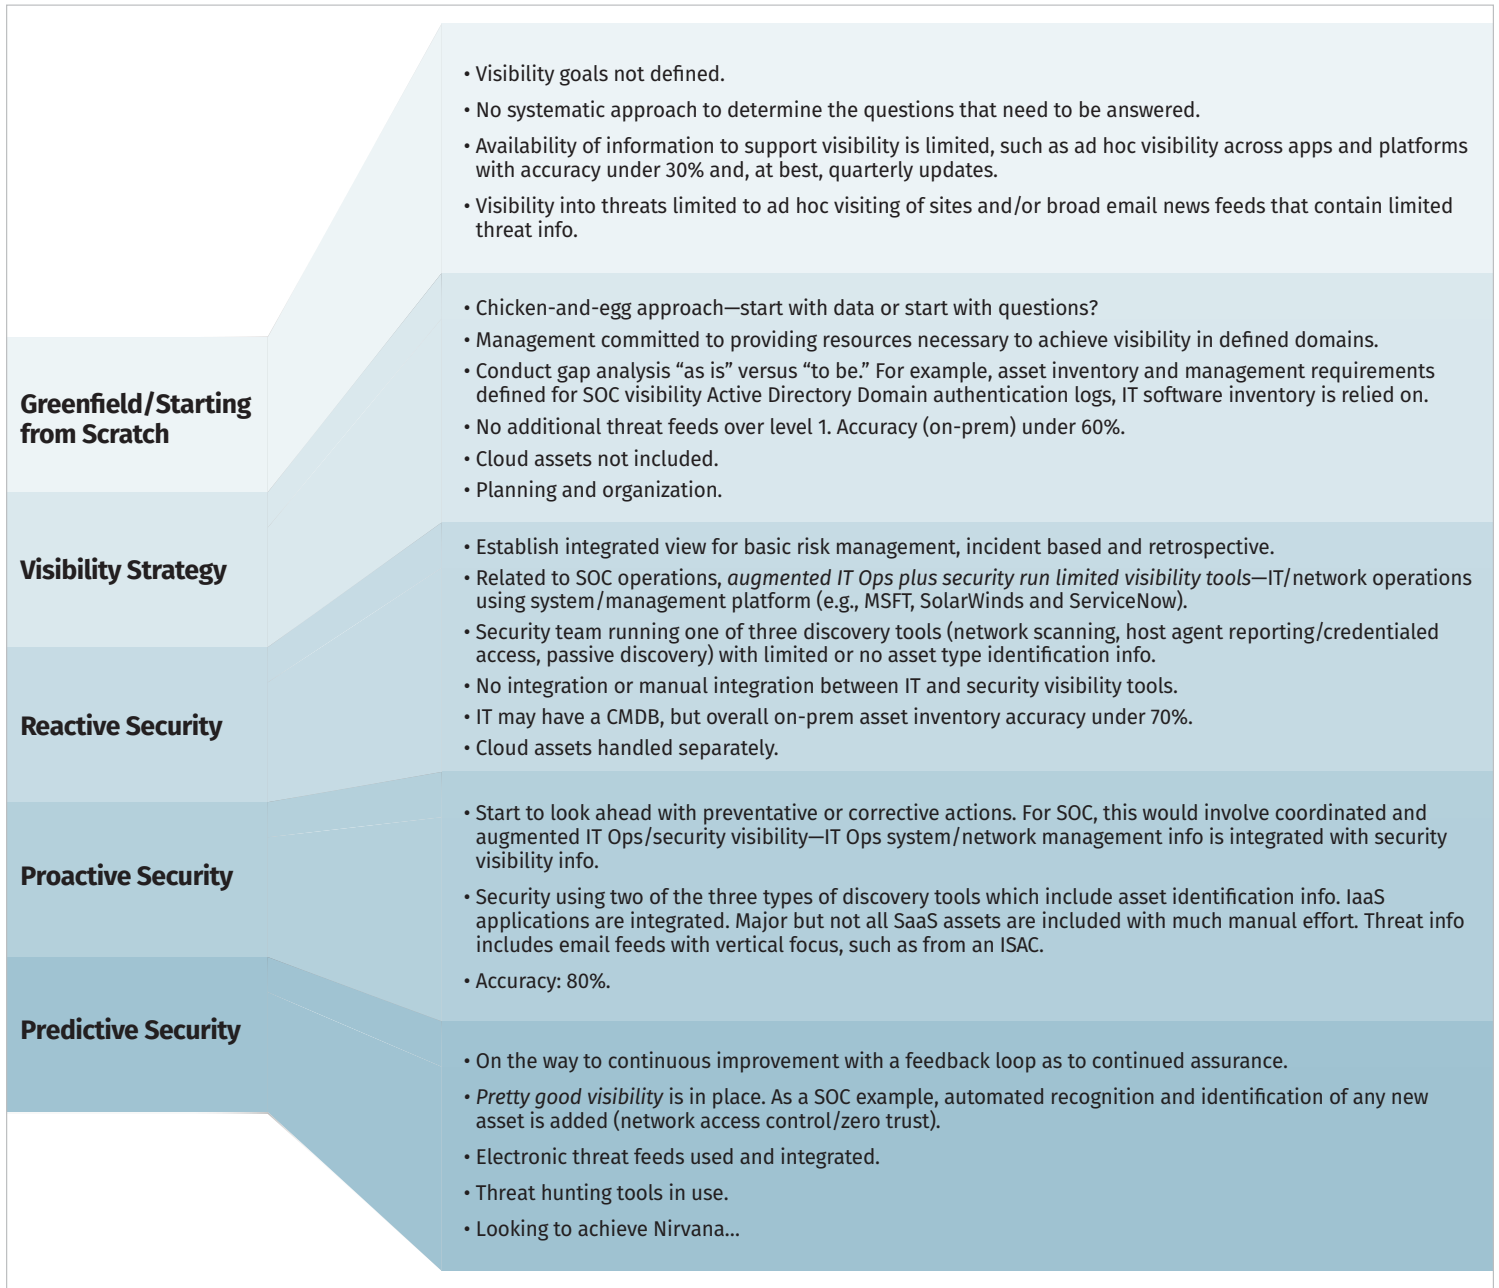 Greenfield/Starting
from Scratch
• Visibility goals not defined.
• No systematic approach to determine the questions that need to be answered.
• Availability of information to support visibility is limited, such as ad hoc visibility across apps and platforms
with accuracy under 30% and, at best, quarterly updates.
• Visibility into threats limited to ad hoc visiting of sites and/or broad email news feeds that contain limited
threat info.
Visibility Strategy
• Chicken-and-egg approach—start with data or start with questions?
• Management committed to providing resources necessary to achieve visibility in defined domains.
• Conduct gap analysis “as is” versus “to be.” For example, asset inventory and management requirements
defined for SOC visibility Active Directory Domain authentication logs, IT software inventory is relied on.
• No additional threat feeds over level 1. Accuracy (on-prem) under 60%.
• Cloud assets not included.
• Planning and organization.
Reactive Security
• Establish integrated view for basic risk management, incident based and retrospective.
• Related to SOC operations, augmented IT Ops plus security run limited visibility tools—IT/network operations
using system/management platform (e.g., MSFT, SolarWinds and ServiceNow).
• Security team running one of three discovery tools (network scanning, host agent reporting/credentialed
access, passive discovery) with limited or no asset type identification info.
• No integration or manual integration between IT and security visibility tools.
• IT may have a CMDB, but overall on-prem asset inventory accuracy under 70%.
• Cloud assets handled separately.
Proactive Security
• Start to look ahead with preventative or corrective actions. For SOC, this would involve coordinated and
augmented IT Ops/security visibility—IT Ops system/network management info is integrated with security
visibility info.
• Security using two of the three types of discovery tools which include asset identification info. IaaS
applications are integrated. Major but not all SaaS assets are included with much manual effort. Threat info
includes email feeds with vertical focus, such as from an ISAC.
• Accuracy: 80%.
Predictive Security
• On the way to continuous improvement with a feedback loop as to continued assurance.
• Pretty good visibility is in place. As a SOC example, automated recognition and identification of any new
asset is added (network access control/zero trust).
• Electronic threat feeds used and integrated.
• Threat hunting tools in use.
• Looking to achieve Nirvana...